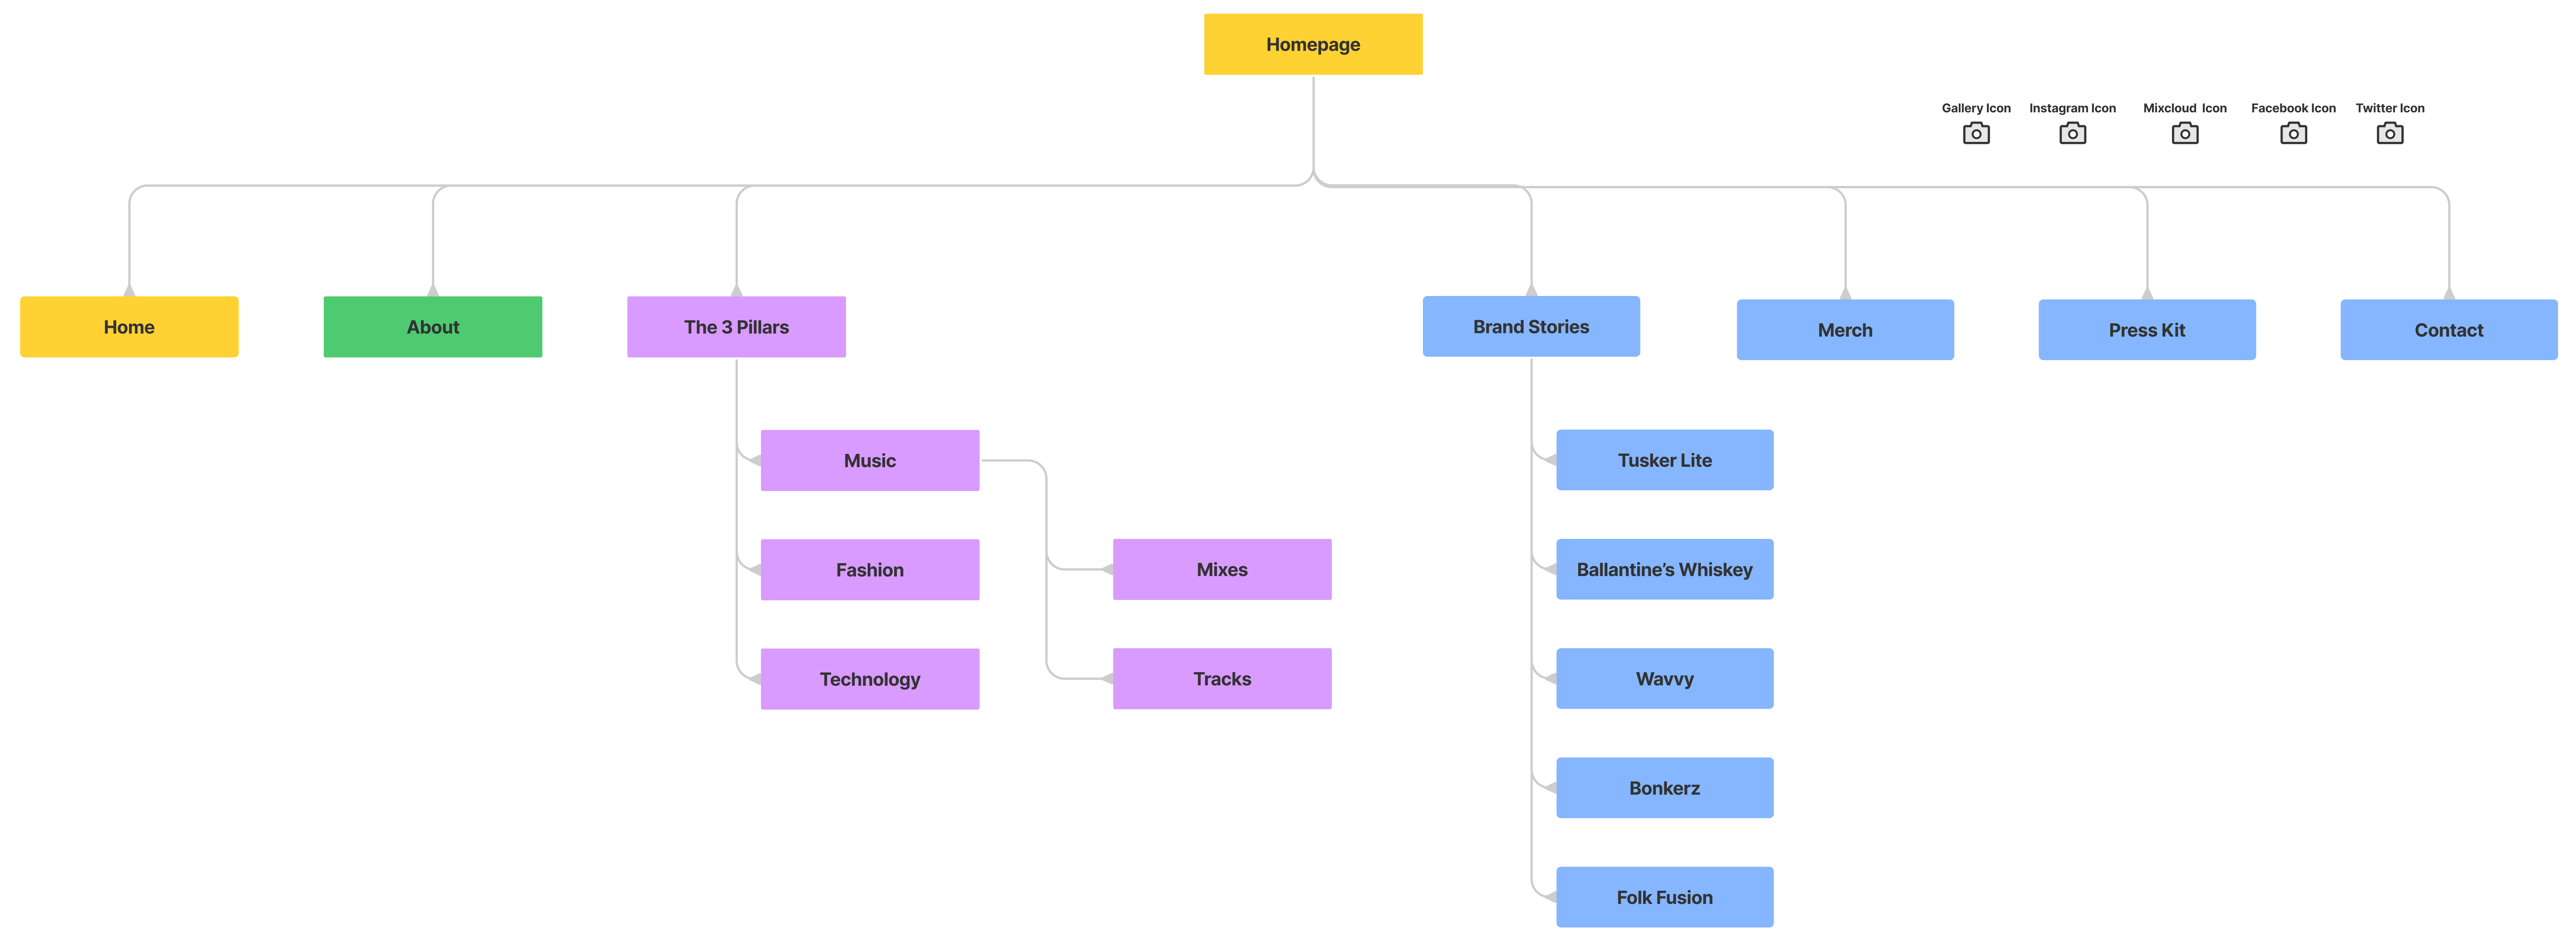 Homepage
Gallery Icon
Instagram Icon
Mixcloud Icon
Facebook Icon
Twitter Icon
Home
About
The 3 Pillars
Brand Stories
Merch
Press Kit
Contact
Music
Tusker Lite
Fashion
Mixes
Ballantine’s Whiskey
Technology
Tracks
Wavvy
Bonkerz
Folk Fusion